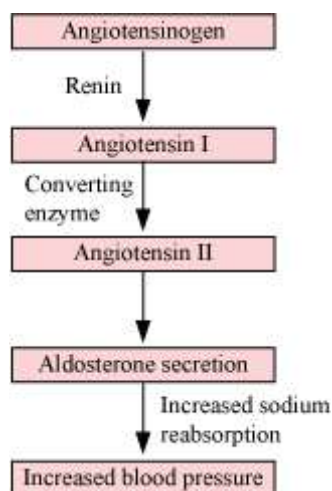 Angiotensinogen
Renin
Angiotensin I
Converting
enzyme
Angiotensin II
Aldosterone secretion
Increased sodium
reabsorption
Increased blood pressure